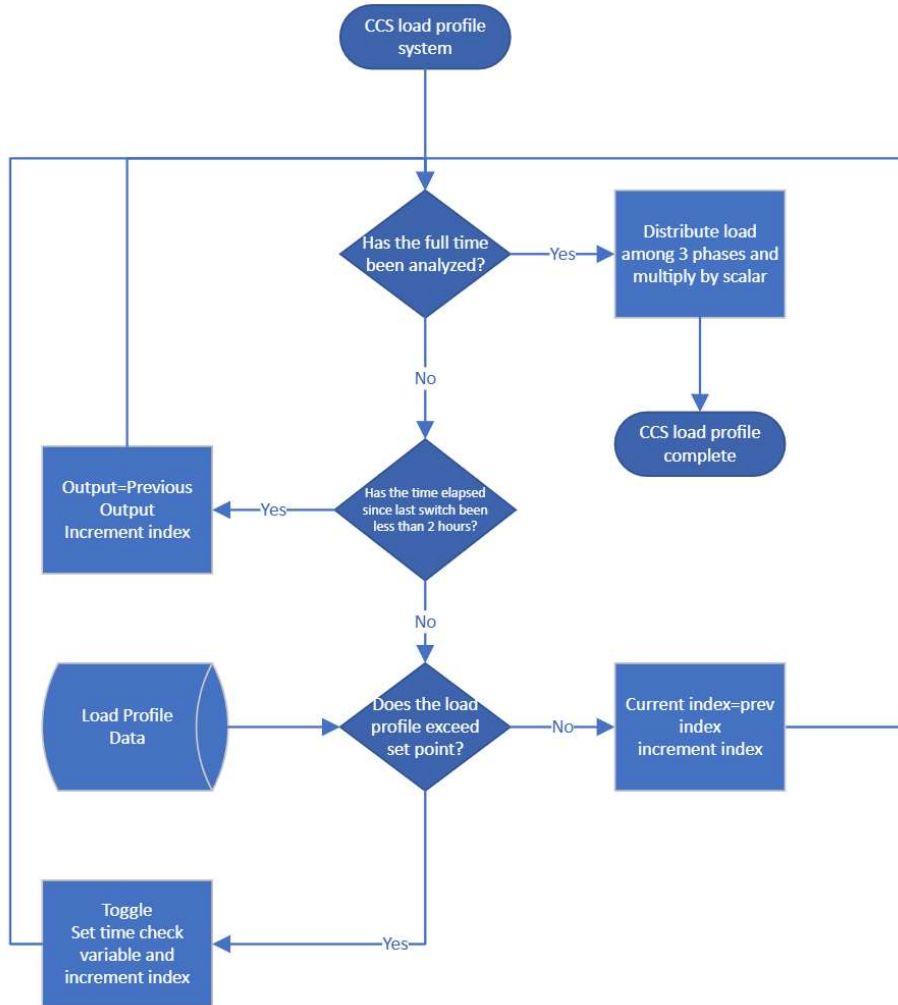 CCS load profile
system
Has the full time
been analyzed?
Yes
Distribute load
among 3 phases and
multiply by scalar
No
CCS load profile
complete
Output=Previous
Output
Increment index
Yes
Has the time elapsed
since last switch been
less than 2 hours?
No
Load Profile
Data
Does the load
profile exceed
set point?
No
Current index=prev
index
increment index
Toggle
Set time check
variable and
increment index
Yes